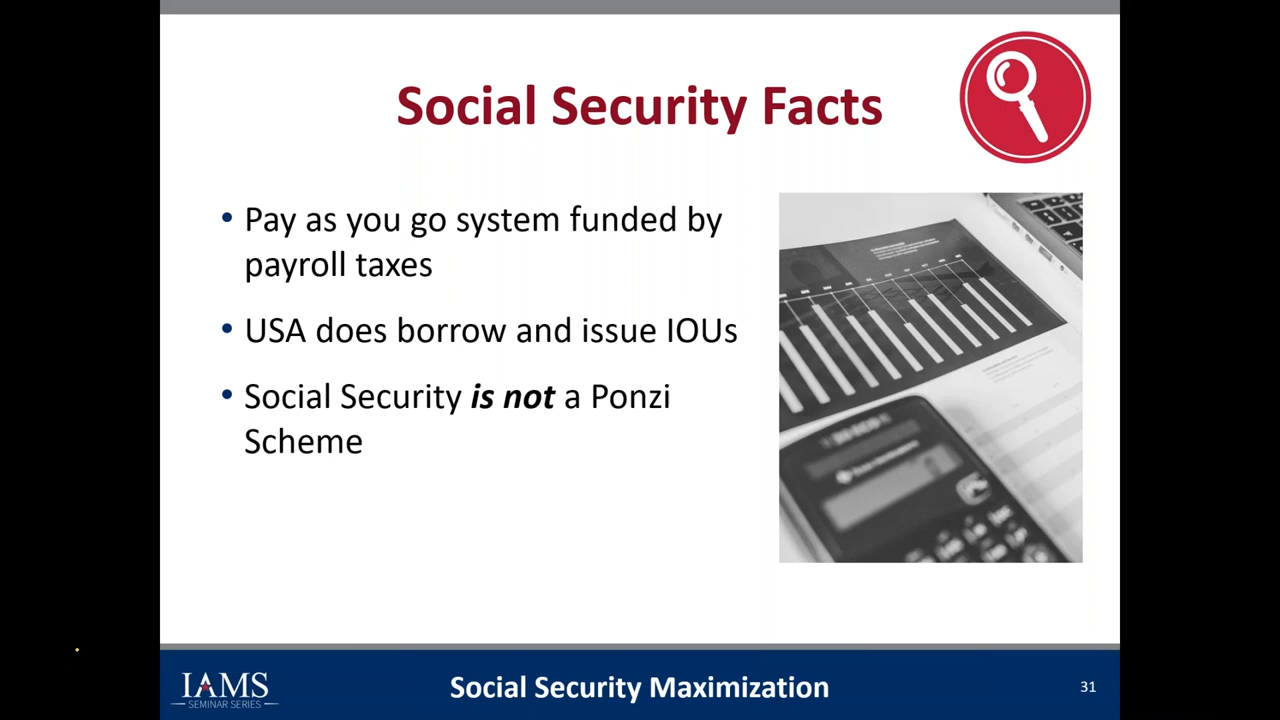 Social Security Facts
• Pay as you go system funded by
payroll taxes
• USA does borrow and issue IOUs
• Social Security is not a Ponzi
Scheme
IAMS
SEMINAR SERIES
Social Security Maximization
31